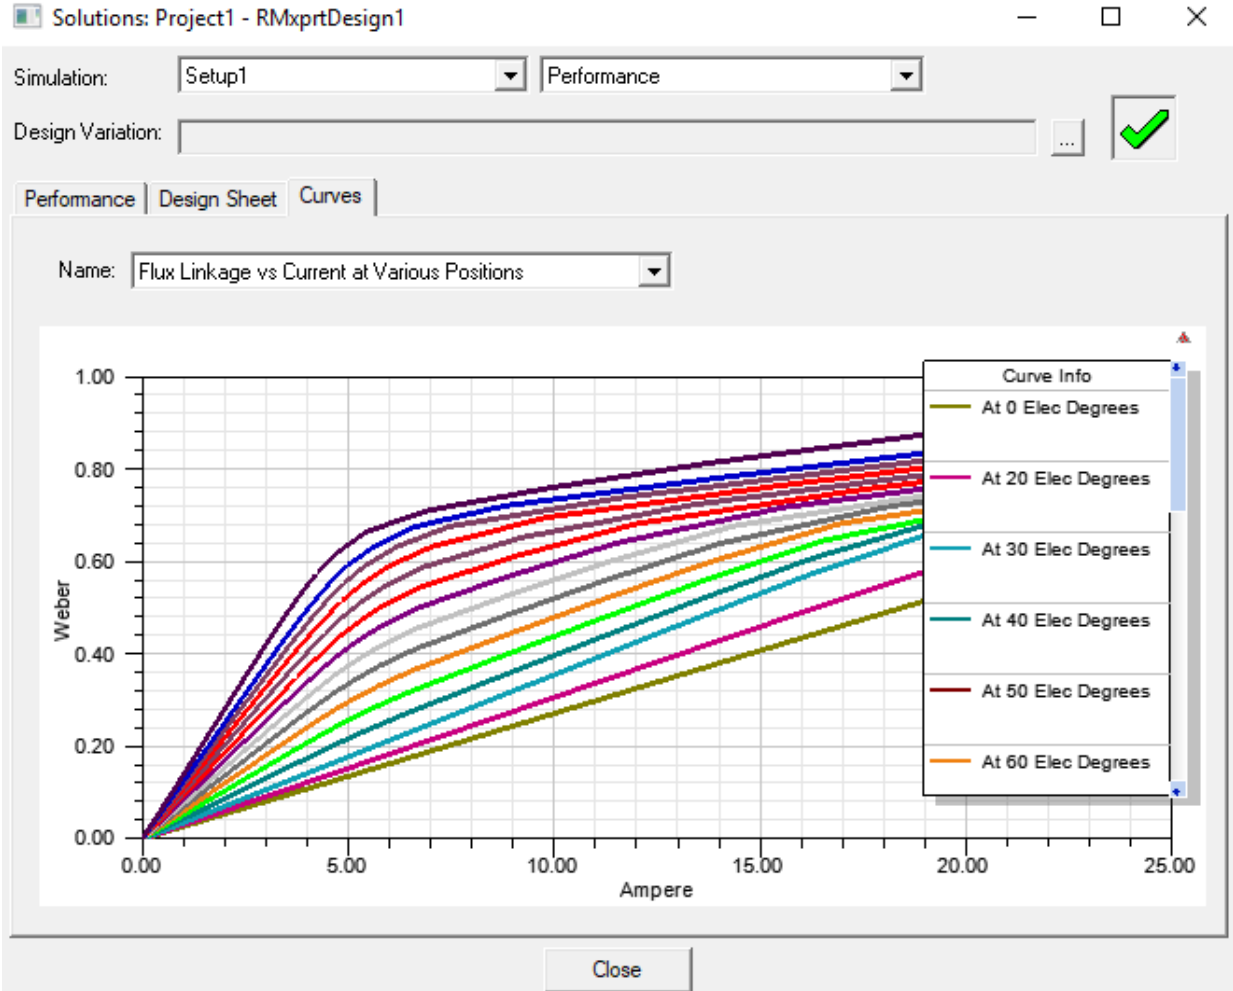 Solutions: Project1 - RMxprtDesign1
Simulation: Setup1 Performance
Design Variation: ...
Performance Design Sheet Curves
Name: Flux Linkage vs Current at Various Positions
Curve Info
At 0 Elec Degrees
At 20 Elec Degrees
At 30 Elec Degrees
At 40 Elec Degrees
At 50 Elec Degrees
At 60 Elec Degrees
1.00
0.80
0.60
0.40
0.20
0.00
Weber
0.00 5.00 10.00 15.00 20.00 25.00
Ampere
Close